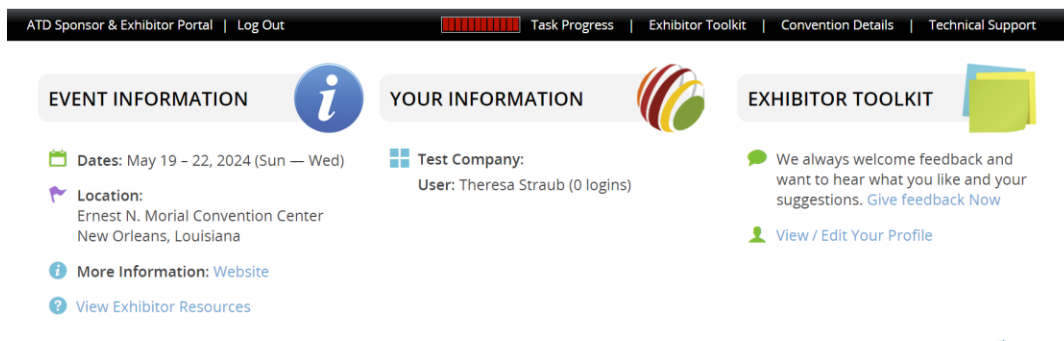 ATD Sponsor & Exhibitor Portal | Log Out
Task Progress | Exhibitor Toolkit | Convention Details | Technical Support
EVENT INFORMATION
Dates: May 19 – 22, 2024 (Sun — Wed)
Location:
Ernest N. Morial Convention Center
New Orleans, Louisiana
More Information: Website
View Exhibitor Resources
YOUR INFORMATION
Test Company:
User: Theresa Straub (0 logins)
EXHIBITOR TOOLKIT
We always welcome feedback and
want to hear what you like and your
suggestions. Give feedback Now
View / Edit Your Profile